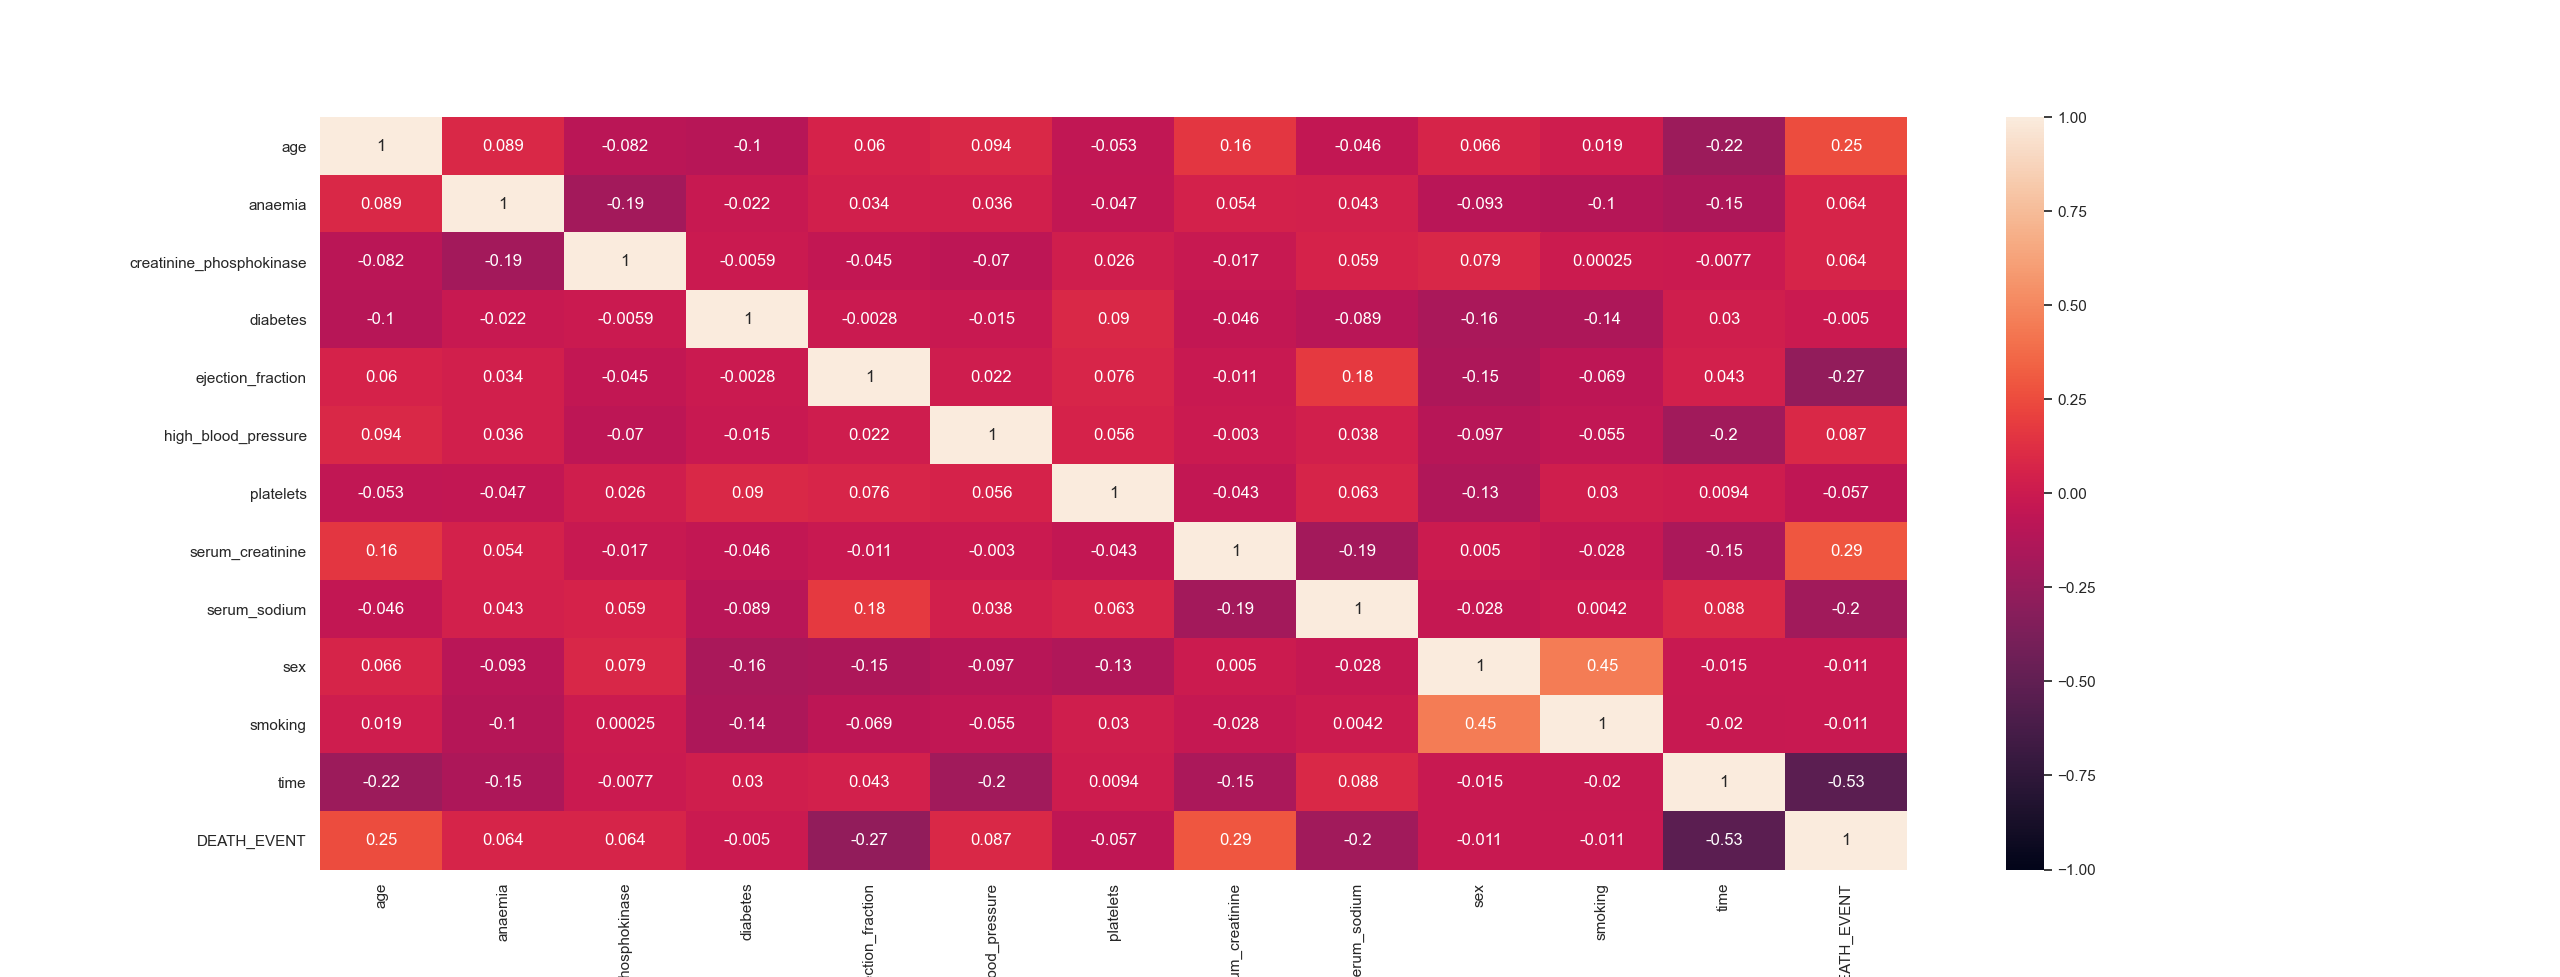 age 1 0.089 -0.082 -0.1 0.06 0.094 -0.053 0.16 -0.046 0.066 0.019 -0.22 0.25
anaemia 0.089 1 -0.19 -0.022 0.034 0.036 -0.047 0.054 0.043 -0.093 -0.1 -0.15 0.064
creatinine_phosphokinase -0.082 -0.19 1 -0.0059 -0.045 -0.07 0.026 -0.017 0.059 0.079 0.00025 -0.0077 0.064
diabetes -0.1 -0.022 -0.0059 1 -0.0028 -0.015 0.09 -0.046 -0.089 -0.16 -0.14 0.03 -0.005
ejection_fraction 0.06 0.034 -0.045 -0.0028 1 0.022 0.076 -0.011 0.18 -0.15 -0.069 0.043 -0.27
high_blood_pressure 0.094 0.036 -0.07 -0.015 0.022 1 0.056 -0.003 0.038 -0.097 -0.055 -0.2 0.087
platelets -0.053 -0.047 0.026 0.09 0.076 0.056 1 -0.043 0.063 -0.13 0.03 0.0094 -0.057
serum_creatinine 0.16 0.054 -0.017 -0.046 -0.011 -0.003 -0.043 1 -0.19 0.005 -0.028 -0.15 0.29
serum_sodium -0.046 0.043 0.059 -0.089 0.18 0.038 0.063 -0.19 1 -0.028 0.0042 0.088 -0.2
sex 0.066 -0.093 0.079 -0.16 -0.15 -0.097 -0.13 0.005 -0.028 1 0.45 -0.015 -0.011
smoking 0.019 -0.1 0.00025 -0.14 -0.069 -0.055 0.03 -0.028 0.0042 0.45 1 -0.02 -0.011
time -0.22 -0.15 -0.0077 0.03 0.043 -0.2 0.0094 -0.15 0.088 -0.015 -0.02 1 -0.53
DEATH_EVENT 0.25 0.064 0.064 -0.005 -0.27 0.087 -0.057 0.29 -0.2 -0.011 -0.011 -0.53 1
age
anaemia
hosphokinase
diabetes
ction_fraction
ood_pressure
platelets
um_creatinine
erum_sodium
sex
smoking
time
EATH_EVENT
1.00
0.75
0.50
0.25
0.00
−0.25
−0.50
−0.75
−1.00